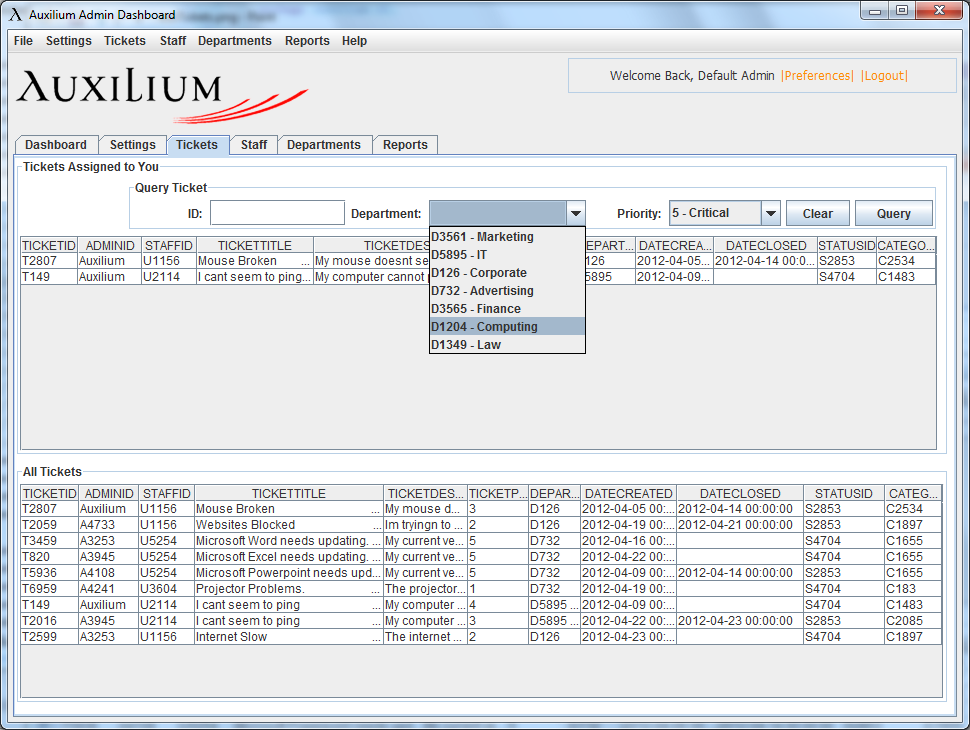 Auxilium Admin Dashboard
File Settings Tickets Staff Departments Reports Help
AUXILIUM
Welcome Back, Default Admin |Preferences| |Logout|
Dashboard Settings Tickets Staff Departments Reports
Tickets Assigned to You
Query Ticket
ID: Department: Priority: 5 - Critical Clear Query
D3561 - Marketing
D5895 - IT
D126 - Corporate
D732 - Advertising
D3565 - Finance
D1204 - Computing
D1349 - Law
TICKETID ADMINID STAFFID TICKETTITLE TICKETDES EPART... DATECREA... DATECLOSED STATUSID CATEGO...
T2807 Auxilium U1156 Mouse Broken ... My mouse doesnt se 126 2012-04-05... 2012-04-14 00:0... S2853 C2534
T149 Auxilium U2114 I cant seem to ping... My computer cannot 5895 2012-04-09... S4704 C1483
All Tickets
TICKETID ADMINID STAFFID TICKETTITLE TICKETDES... TICKETP... DEPAR... DATECREATED DATECLOSED STATUSID CATEG...
T2807 Auxilium U1156 Mouse Broken ... My mouse d... 3 D126 2012-04-05 00:... 2012-04-14 00:00:00 S2853 C2534
T2059 A4733 U1156 Websites Blocked ... Im tryingn to ... 2 D126 2012-04-19 00:... 2012-04-21 00:00:00 S2853 C1897
T3459 A3253 U5254 Microsoft Word needs updating. ... My current ve... 5 D732 2012-04-16 00:... S4704 C1655
T820 A3945 U5254 Microsoft Excel needs updating. ... My current ve... 5 D732 2012-04-22 00:... S4704 C1655
T5936 A4108 U5254 Microsoft Powerpoint needs upd... My current ve... 5 D732 2012-04-09 00:... 2012-04-14 00:00:00 S2853 C1655
T6959 A4241 U3604 Projector Problems. ... The projector... 1 D732 2012-04-19 00:... S4704 C183
T149 Auxilium U2114 I cant seem to ping ... My computer ... 4 D5895 ... 2012-04-09 00:... S4704 C1483
T2016 A3945 U2114 I cant seem to ping ... My computer ... 3 D5895 ... 2012-04-22 00:... 2012-04-23 00:00:00 S2853 C2085
T2599 A3253 U1156 Internet Slow ... The internet ... 2 D126 2012-04-23 00:... S4704 C1897